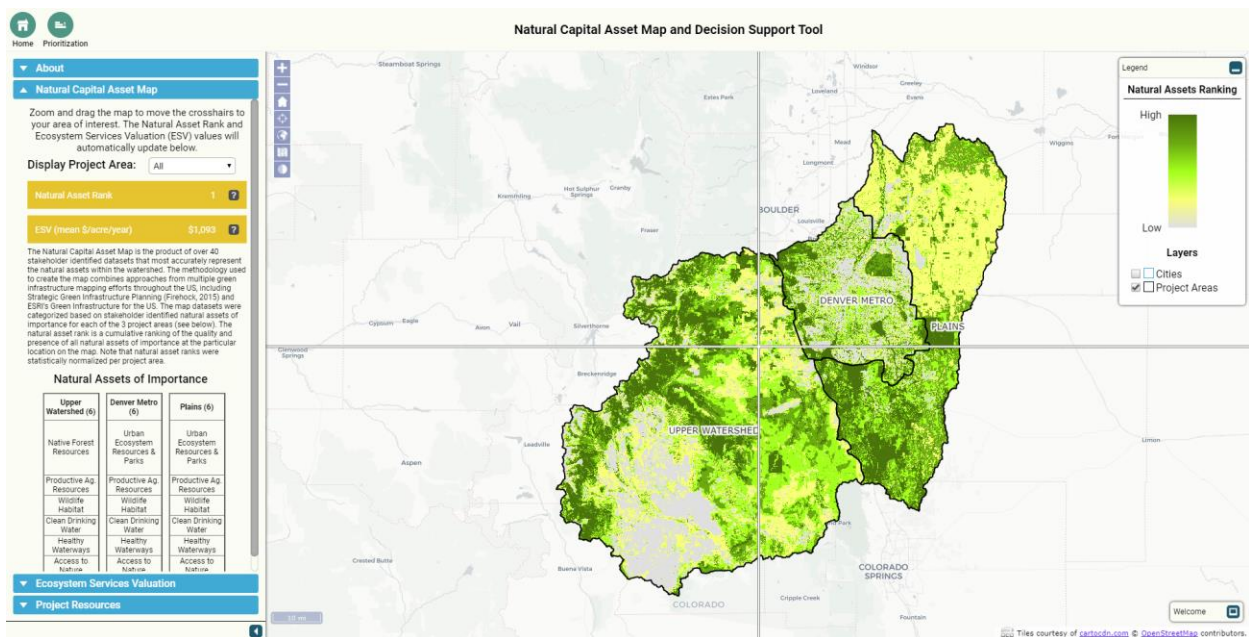 Natural Capital Asset Map and Decision Support Tool
Home
Prioritization
About
Natural Capital Asset Map
Zoom and drag the map to move the crosshairs to
your area of interest. The Natural Asset Rank and
Ecosystem Services Valuation (ESV) values will
automatically update below.
Display Project Area: All
Natural Asset Rank 1 ?
ESV (mean $/acre/year) $1,093 ?
The Natural Capital Asset Map is the product of over 40
stakeholder identified datasets that most accurately represent
the natural assets within the watershed. The methodology used
to create the map combines approaches from multiple green
infrastructure mapping efforts throughout the US, including
Strategic Green Infrastructure Planning (Firehock, 2015) and
ESRI's Green Infrastructure for the US. The map datasets were
categorized based on stakeholder identified natural assets of
importance for each of the 3 project areas (see below). The
natural asset rank is a cumulative ranking of the quality and
presence of all natural assets of importance at the particular
location on the map. Note that natural asset ranks were
statistically normalized per project area.
Natural Assets of Importance
Upper Watershed (6) Denver Metro (6) Plains (6)
Native Forest Resources Urban Ecosystem Resources & Parks Urban Ecosystem Resources & Parks
Productive Ag. Resources Productive Ag. Resources Productive Ag. Resources
Wildlife Habitat Wildlife Habitat Wildlife Habitat
Clean Drinking Water Clean Drinking Water Clean Drinking Water
Healthy Waterways Healthy Waterways Healthy Waterways
Access to Nature Access to Nature Access to Nature
Ecosystem Services Valuation
Project Resources
Steamboat Springs
Windsor
Loveland
Greeley
Evans
Estes Park
Mead
Longmont
Wiggins
Kremmling
Hot Sulphur Springs
Granby
BOULDER
Louisville
Fraser
DENVER METRO
PLAINS
Gypsum
Eagle
Avon
Vail
Silverthorne
Glenwood Springs
Breckenridge
UPPER WATERSHED
Leadville
Limon
Aspen
Crested Butte
Buena Vista
COLORADO SPRINGS
COLORADO
Cripple Creek
Fountain
10 mi
Legend
Natural Assets Ranking
High
Low
Layers
Cities
Project Areas
Welcome
Tiles courtesy of cartocdn.com © OpenStreetMap contributors.